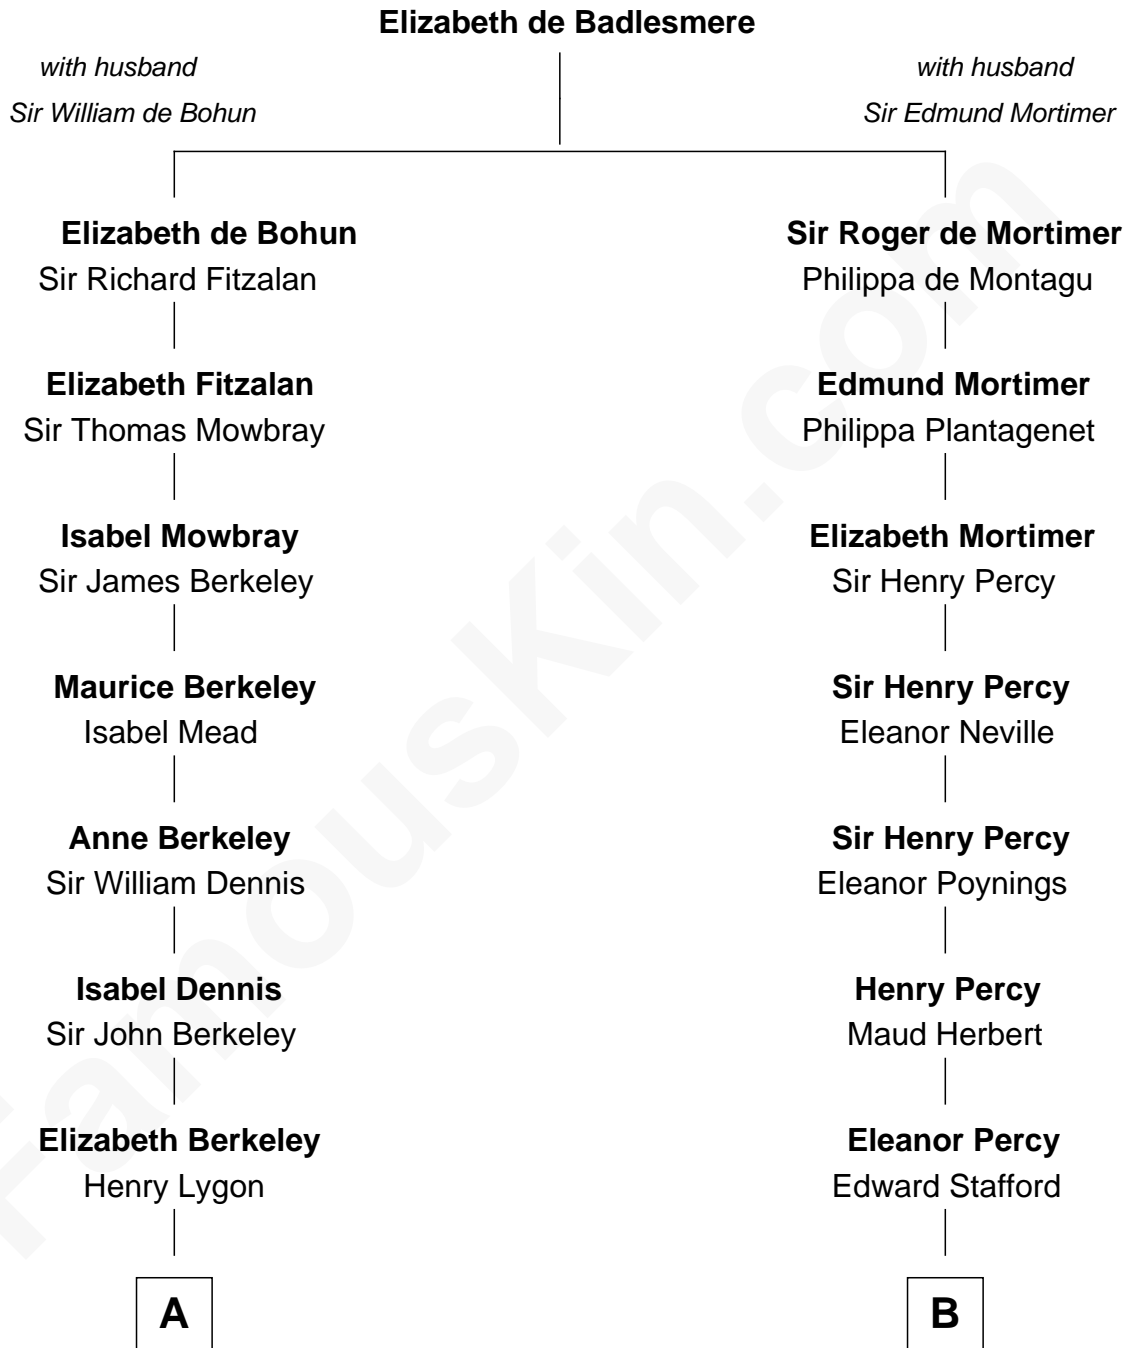 Elizabeth de Badlesmere
with husband
Sir William de Bohun
with husband
Sir Edmund Mortimer
Elizabeth de Bohun
Sir Richard Fitzalan
Sir Roger de Mortimer
Philippa de Montagu
Elizabeth Fitzalan
Sir Thomas Mowbray
Edmund Mortimer
Philippa Plantagenet
Isabel Mowbray
Sir James Berkeley
Elizabeth Mortimer
Sir Henry Percy
Maurice Berkeley
Isabel Mead
Sir Henry Percy
Eleanor Neville
Anne Berkeley
Sir William Dennis
Sir Henry Percy
Eleanor Poynings
Isabel Dennis
Sir John Berkeley
Henry Percy
Maud Herbert
Elizabeth Berkeley
Henry Lygon
Eleanor Percy
Edward Stafford
A
B
FamousKin.com